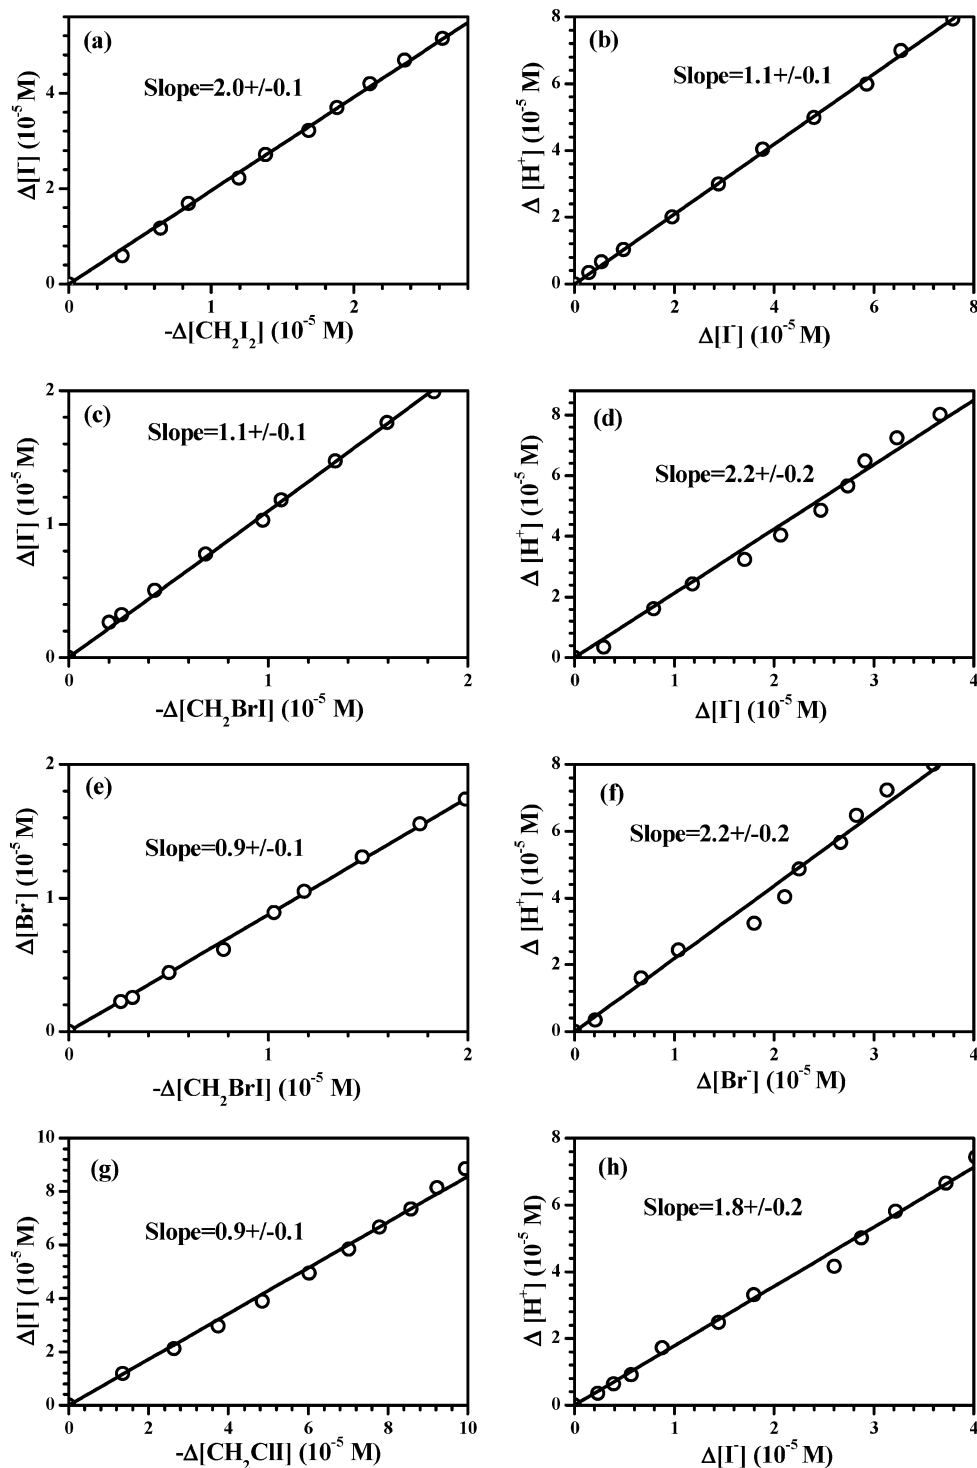 (a)
Slope=2.0+/-0.1
Δ[I⁻] (10⁻⁵ M)
4
2
0
0 1 2
-Δ[CH₂I₂] (10⁻⁵ M)
(b)
Slope=1.1+/-0.1
Δ [H⁺] (10⁻⁵ M)
8
6
4
2
0
0 2 4 6 8
Δ[I⁻] (10⁻⁵ M)
(c)
Slope=1.1+/-0.1
Δ[I⁻] (10⁻⁵ M)
2
1
0
0 1 2
-Δ[CH₂BrI] (10⁻⁵ M)
(d)
Slope=2.2+/-0.2
Δ [H⁺] (10⁻⁵ M)
8
6
4
2
0
0 1 2 3 4
Δ[I⁻] (10⁻⁵ M)
(e)
Slope=0.9+/-0.1
Δ[Br⁻] (10⁻⁵ M)
2
1
0
0 1 2
-Δ[CH₂BrI] (10⁻⁵ M)
(f)
Slope=2.2+/-0.2
Δ [H⁺] (10⁻⁵ M)
8
6
4
2
0
0 1 2 3 4
Δ[Br⁻] (10⁻⁵ M)
(g)
Slope=0.9+/-0.1
Δ[I⁻] (10⁻⁵ M)
10
8
6
4
2
0
0 2 4 6 8 10
-Δ[CH₂ClI] (10⁻⁵ M)
(h)
Slope=1.8+/-0.2
Δ [H⁺] (10⁻⁵ M)
8
6
4
2
0
0 1 2 3 4
Δ[I⁻] (10⁻⁵ M)